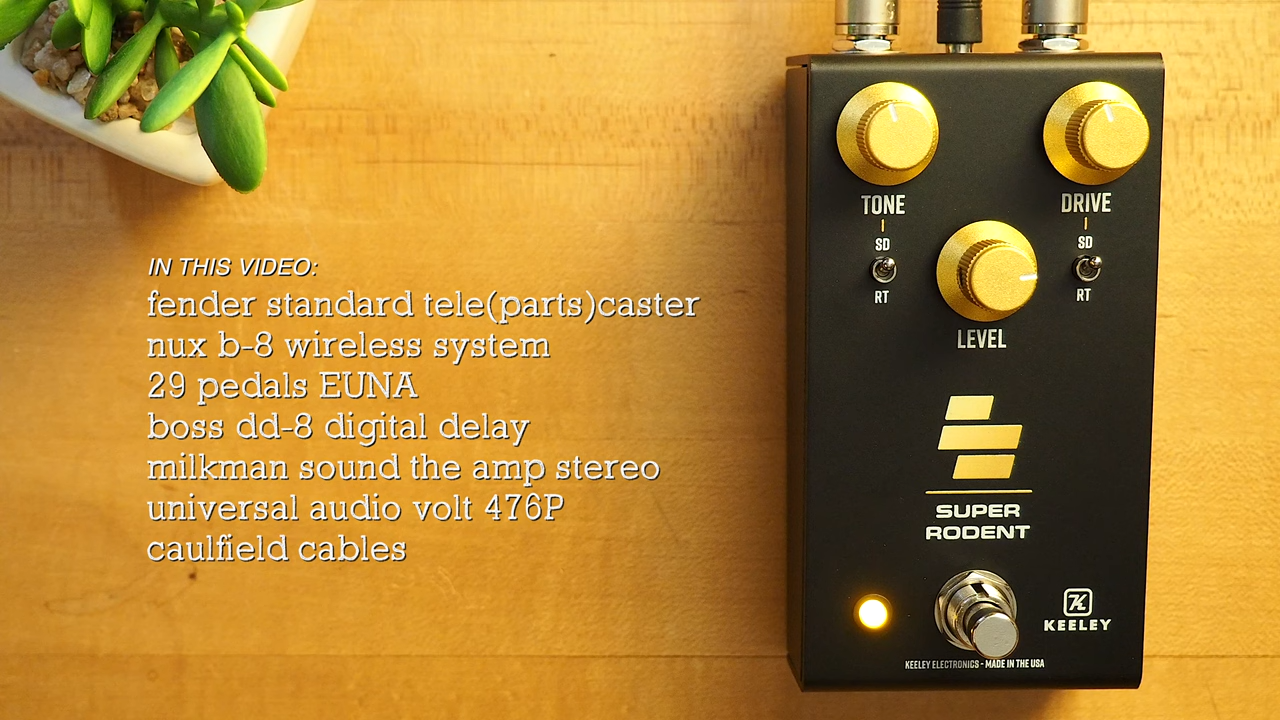 IN THIS VIDEO:
fender standard tele(parts)caster
nux b-8 wireless system
29 pedals EUNA
boss dd-8 digital delay
milkman sound the amp stereo
universal audio volt 476P
caulfield cables
TONE
DRIVE
SD
SD
RT
RT
LEVEL
SUPER
RODENT
KEELEY
KEELEY ELECTRONICS - MADE IN THE USA